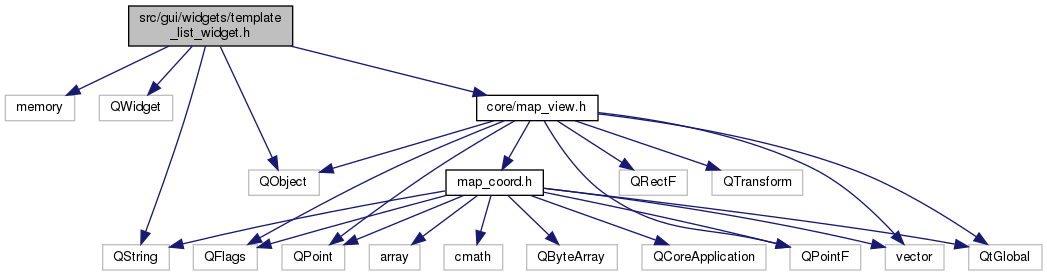 src/gui/widgets/template
_list_widget.h
memory
QWidget
core/map_view.h
QObject
map_coord.h
QRectF
QTransform
QString
QFlags
QPoint
array
cmath
QByteArray
QCoreApplication
QPointF
vector
QtGlobal